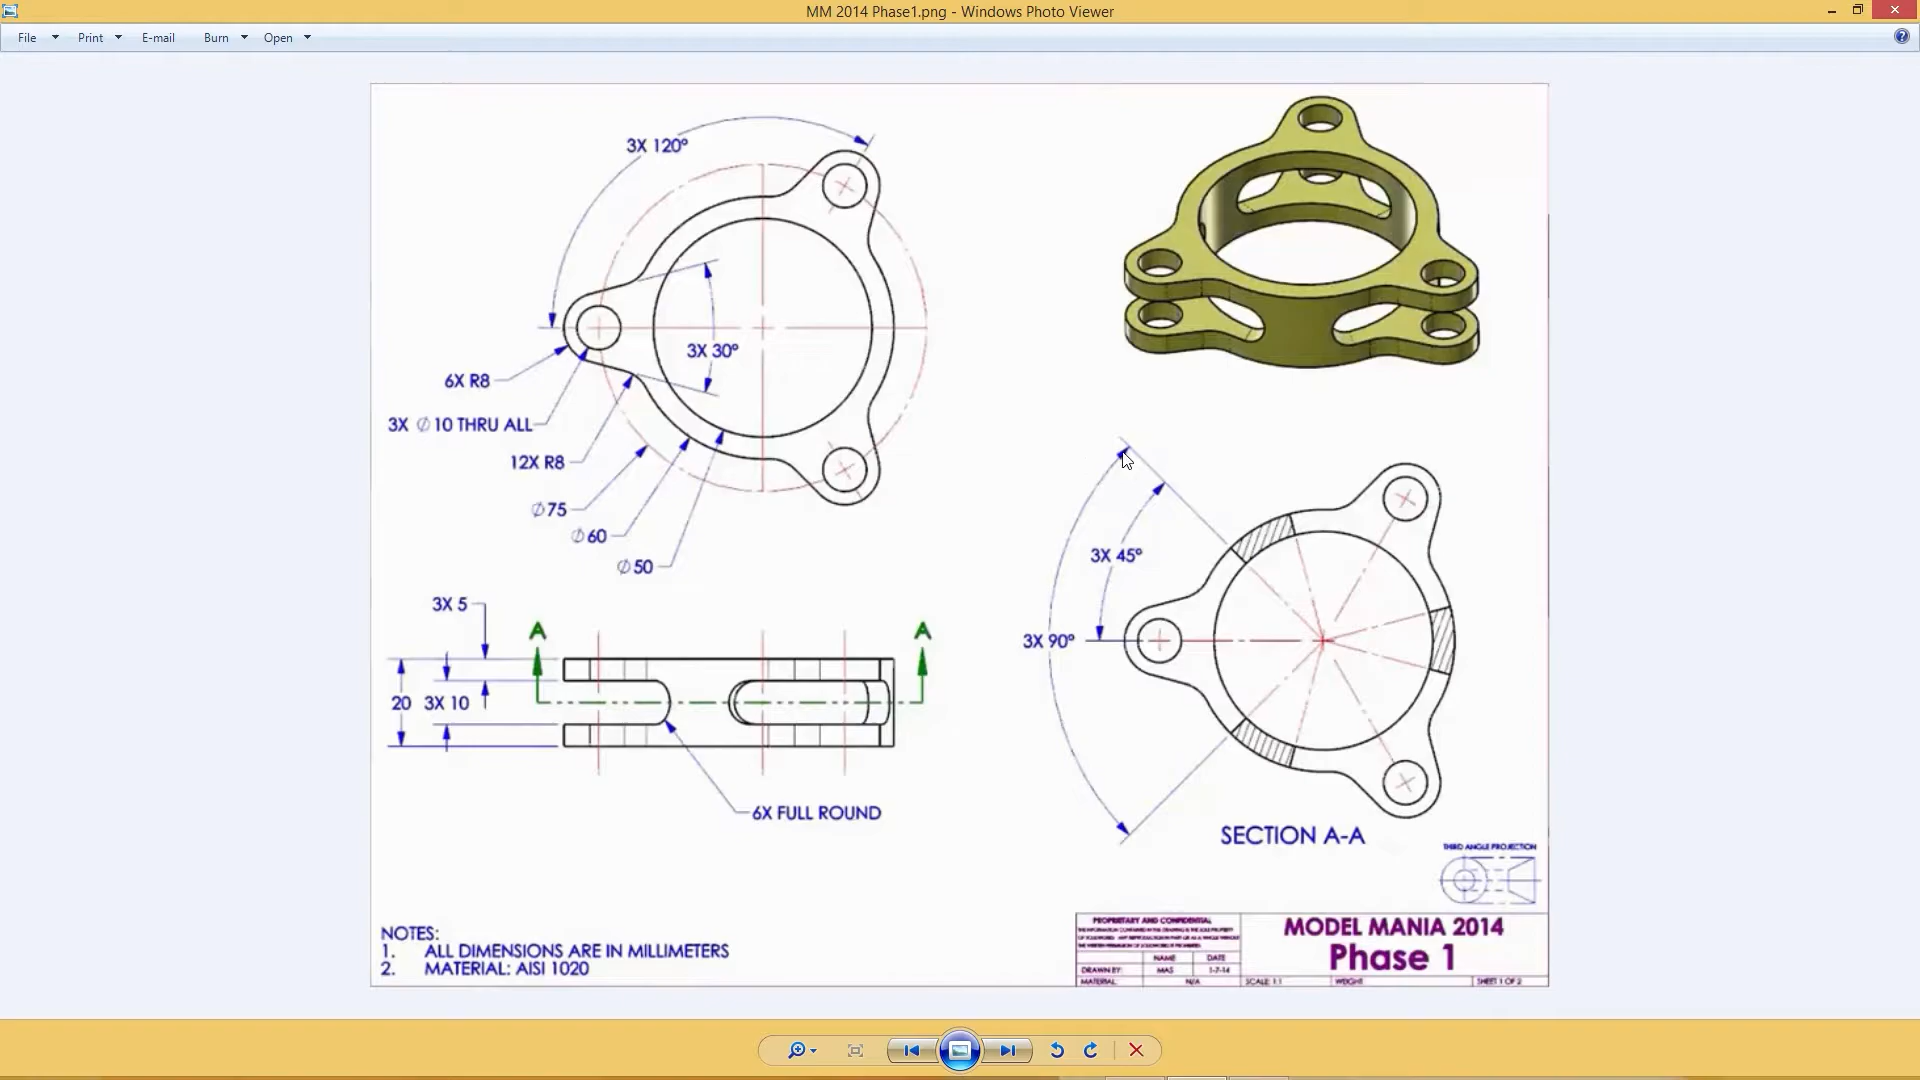 MM 2014 Phase1.png - Windows Photo Viewer
File Print E-mail Burn Open
3X 120°
3X 30°
6X R8
3X ∅10 THRU ALL
12X R8
∅75
∅60
∅50
3X 45°
3X 90°
3X 5
A A
20 3X 10
6X FULL ROUND
SECTION A-A
THIRD ANGLE PROJECTION
NOTES:
1. ALL DIMENSIONS ARE IN MILLIMETERS
2. MATERIAL: AISI 1020
PROPRIETARY AND CONFIDENTIAL
MODEL MANIA 2014
Phase 1
NAME DATE
DRAWN BY: MAS 1-7-14
MATERIAL: N/A SCALE: 1:1 WEIGHT: SHEET 1 OF 2